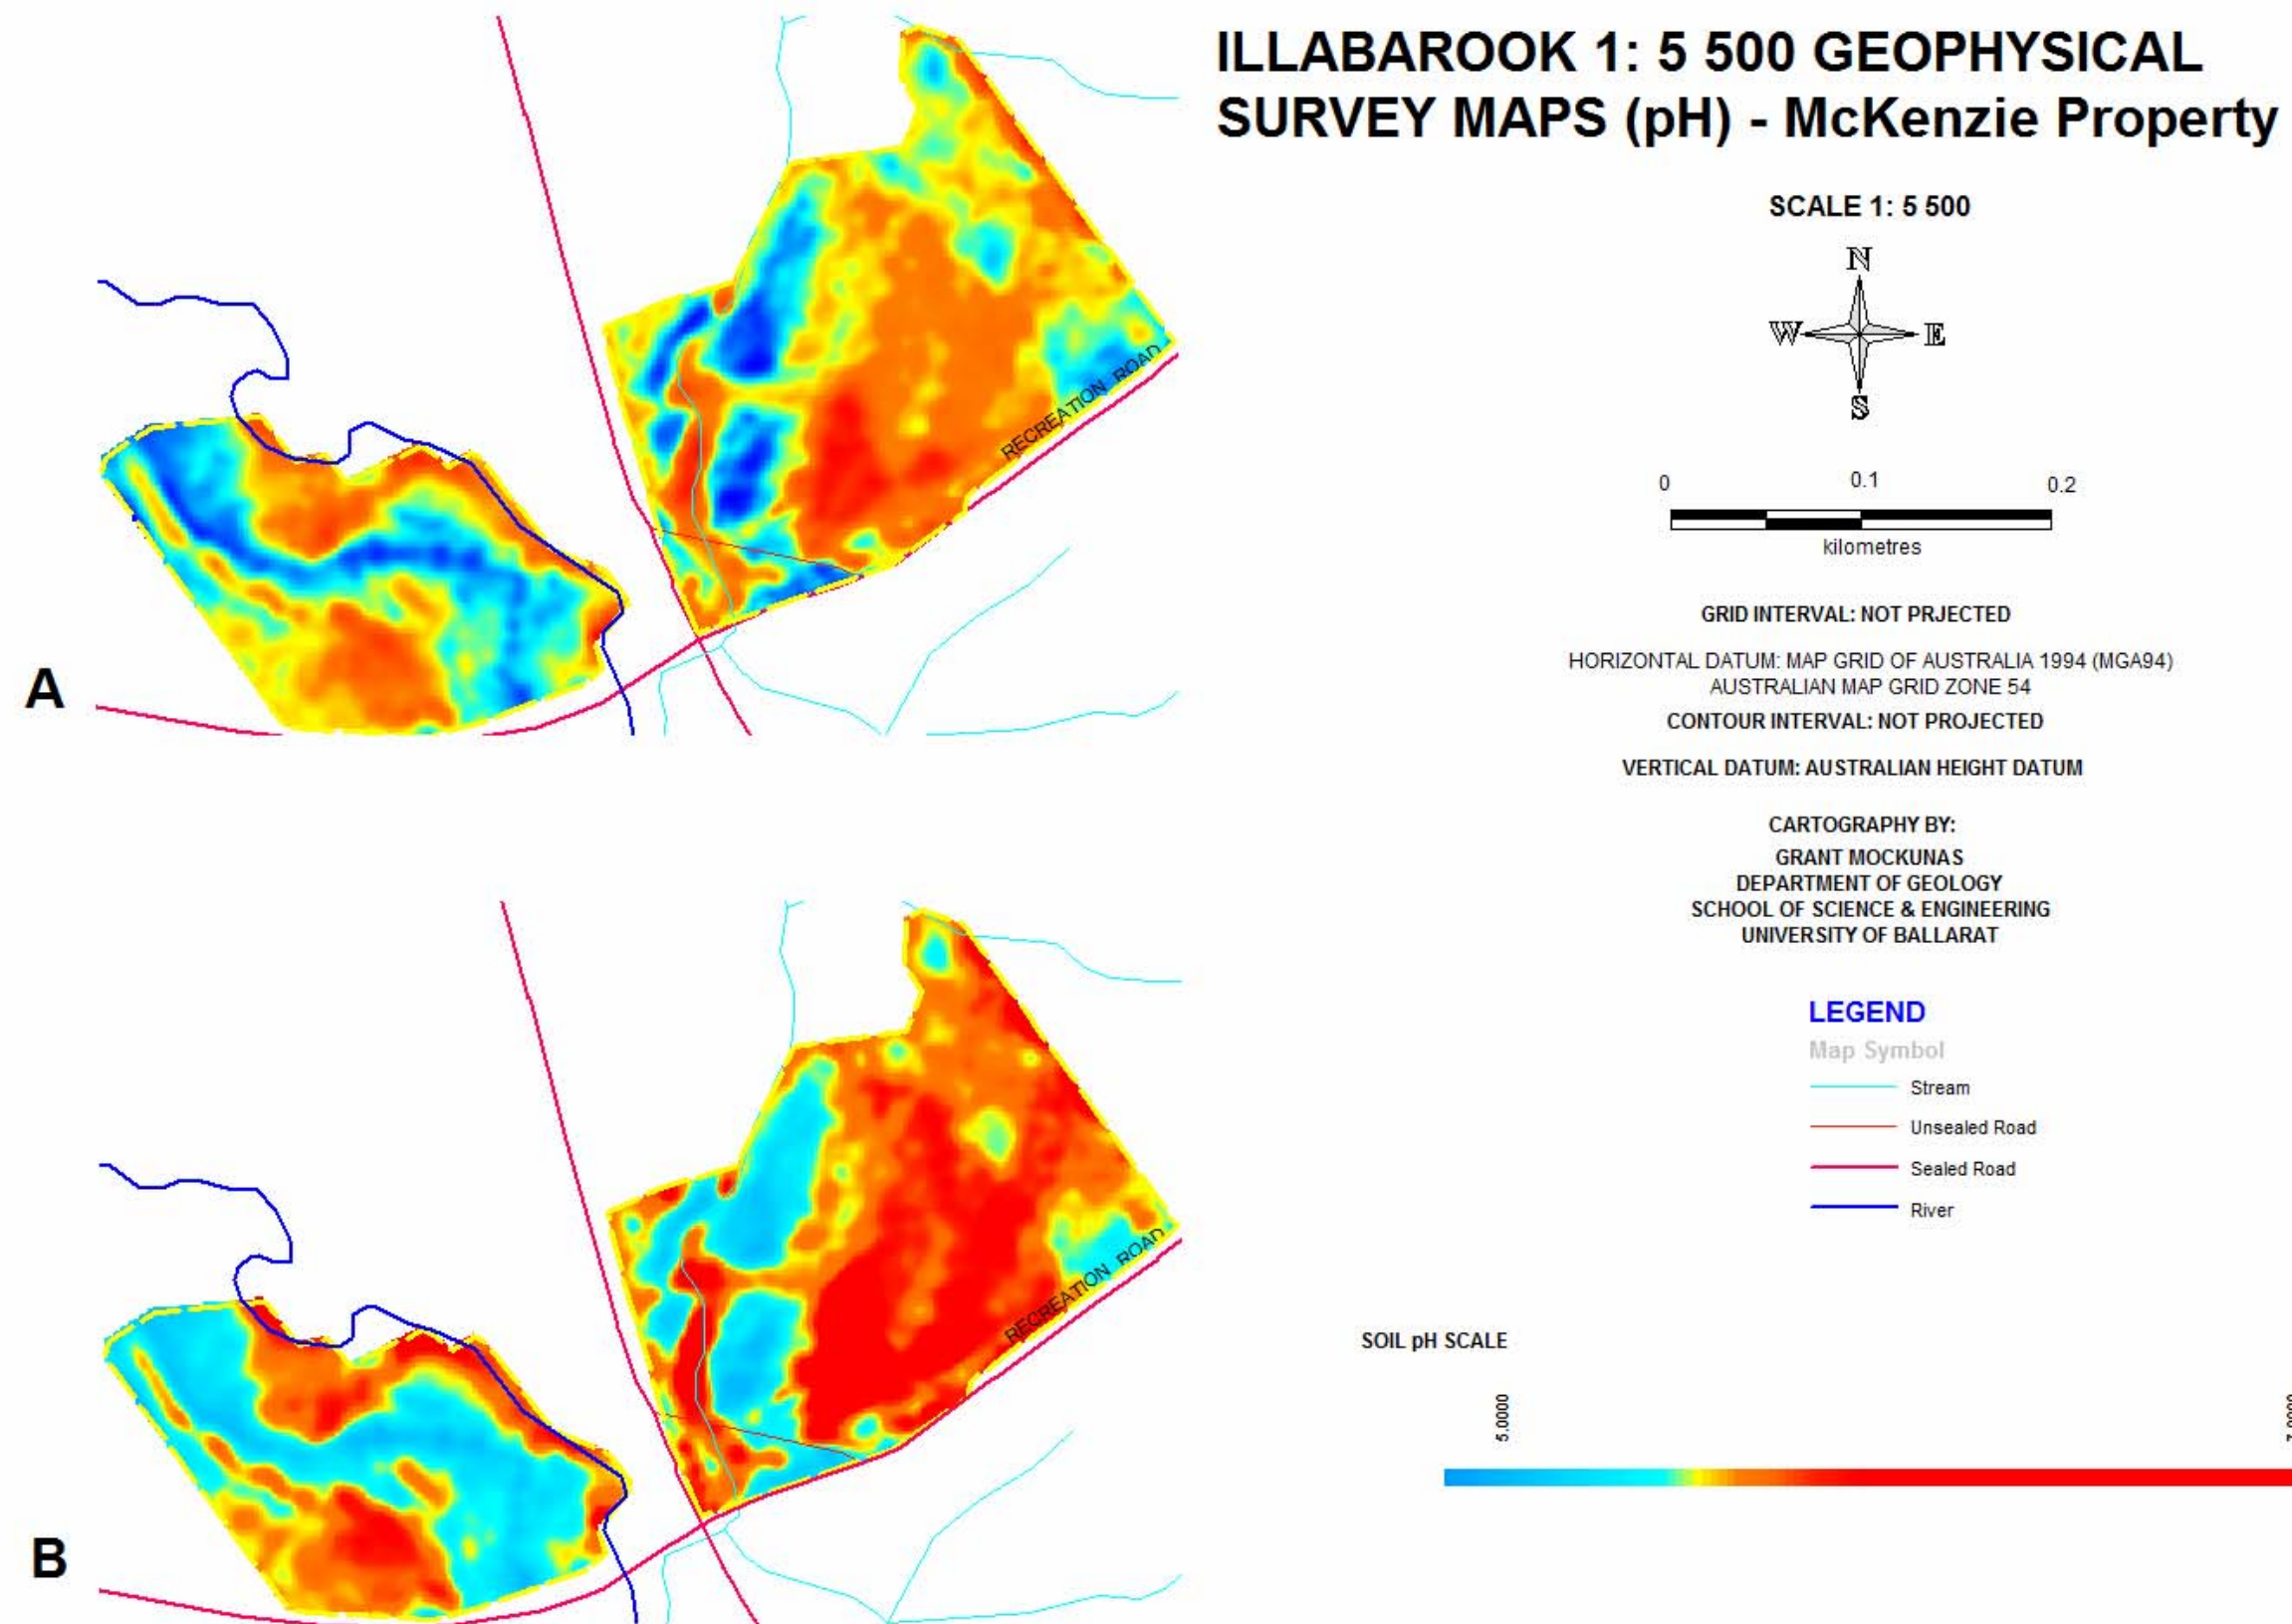 ILLABAROOK 1: 5 500 GEOPHYSICAL
SURVEY MAPS (pH) - McKenzie Property
SCALE 1: 5 500
N
W E
S
0 0.1 0.2
kilometres
GRID INTERVAL: NOT PRJECTED
HORIZONTAL DATUM: MAP GRID OF AUSTRALIA 1994 (MGA94)
AUSTRALIAN MAP GRID ZONE 54
CONTOUR INTERVAL: NOT PROJECTED
VERTICAL DATUM: AUSTRALIAN HEIGHT DATUM
CARTOGRAPHY BY:
GRANT MOCKUNAS
DEPARTMENT OF GEOLOGY
SCHOOL OF SCIENCE & ENGINEERING
UNIVERSITY OF BALLARAT
LEGEND
Map Symbol
Stream
Unsealed Road
Sealed Road
River
SOIL pH SCALE
5.0000
RECREATION ROAD
A
RECREATION ROAD
B